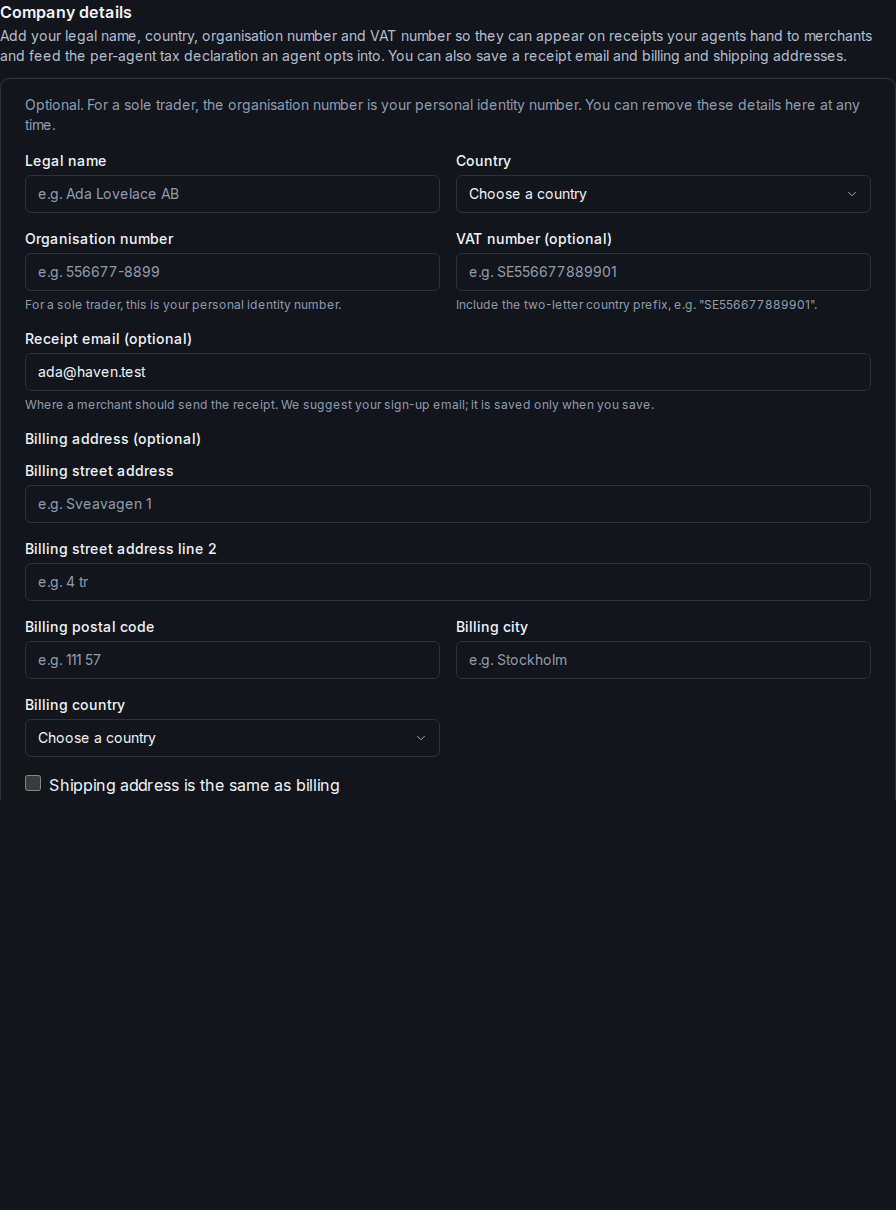 Company details
Add your legal name, country, organisation number and VAT number so they can appear on receipts your agents hand to merchants
and feed the per-agent tax declaration an agent opts into. You can also save a receipt email and billing and shipping addresses.
Optional. For a sole trader, the organisation number is your personal identity number. You can remove these details here at any
time.
Legal name
Country
e.g. Ada Lovelace AB
Choose a country
Organisation number
VAT number (optional)
e.g. 556677-8899
e.g. SE556677889901
For a sole trader, this is your personal identity number.
Include the two-letter country prefix, e.g. "SE556677889901".
Receipt email (optional)
ada@haven.test
Where a merchant should send the receipt. We suggest your sign-up email; it is saved only when you save.
Billing address (optional)
Billing street address
e.g. Sveavagen 1
Billing street address line 2
e.g. 4 tr
Billing postal code
Billing city
e.g. 111 57
e.g. Stockholm
Billing country
Choose a country
Shipping address is the same as billing